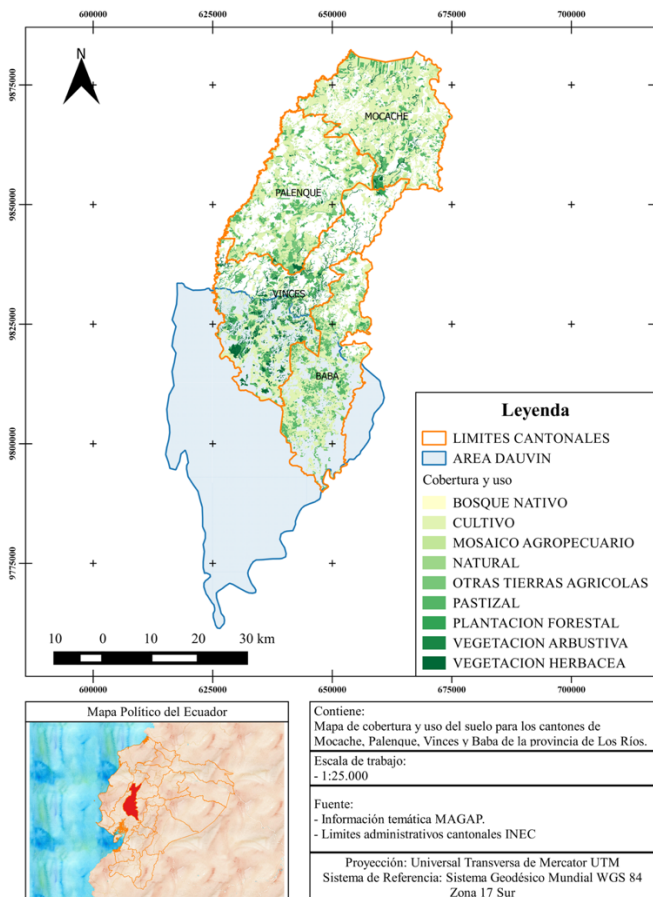 600000 625000 650000 675000 700000
N
9875000 9875000
MOCACHE
9850000 9850000
PALENQUE
VINCES
9825000 9825000
BABA
9800000 9800000
9775000 9775000
Leyenda
LIMITES CANTONALES
AREA DAUVIN
Cobertura y uso
BOSQUE NATIVO
CULTIVO
MOSAICO AGROPECUARIO
NATURAL
OTRAS TIERRAS AGRICOLAS
PASTIZAL
PLANTACION FORESTAL
VEGETACION ARBUSTIVA
VEGETACION HERBACEA
10 0 10 20 30 km
600000 625000 650000 675000 700000
Mapa Político del Ecuador
Contiene:
Mapa de cobertura y uso del suelo para los cantones de
Mocache, Palenque, Vinces y Baba de la provincia de Los Ríos.
Escala de trabajo:
- 1:25.000
Fuente:
- Información temática MAGAP.
- Limites administrativos cantonales INEC
Proyección: Universal Transversa de Mercator UTM
Sistema de Referencia: Sistema Geodésico Mundial WGS 84
Zona 17 Sur